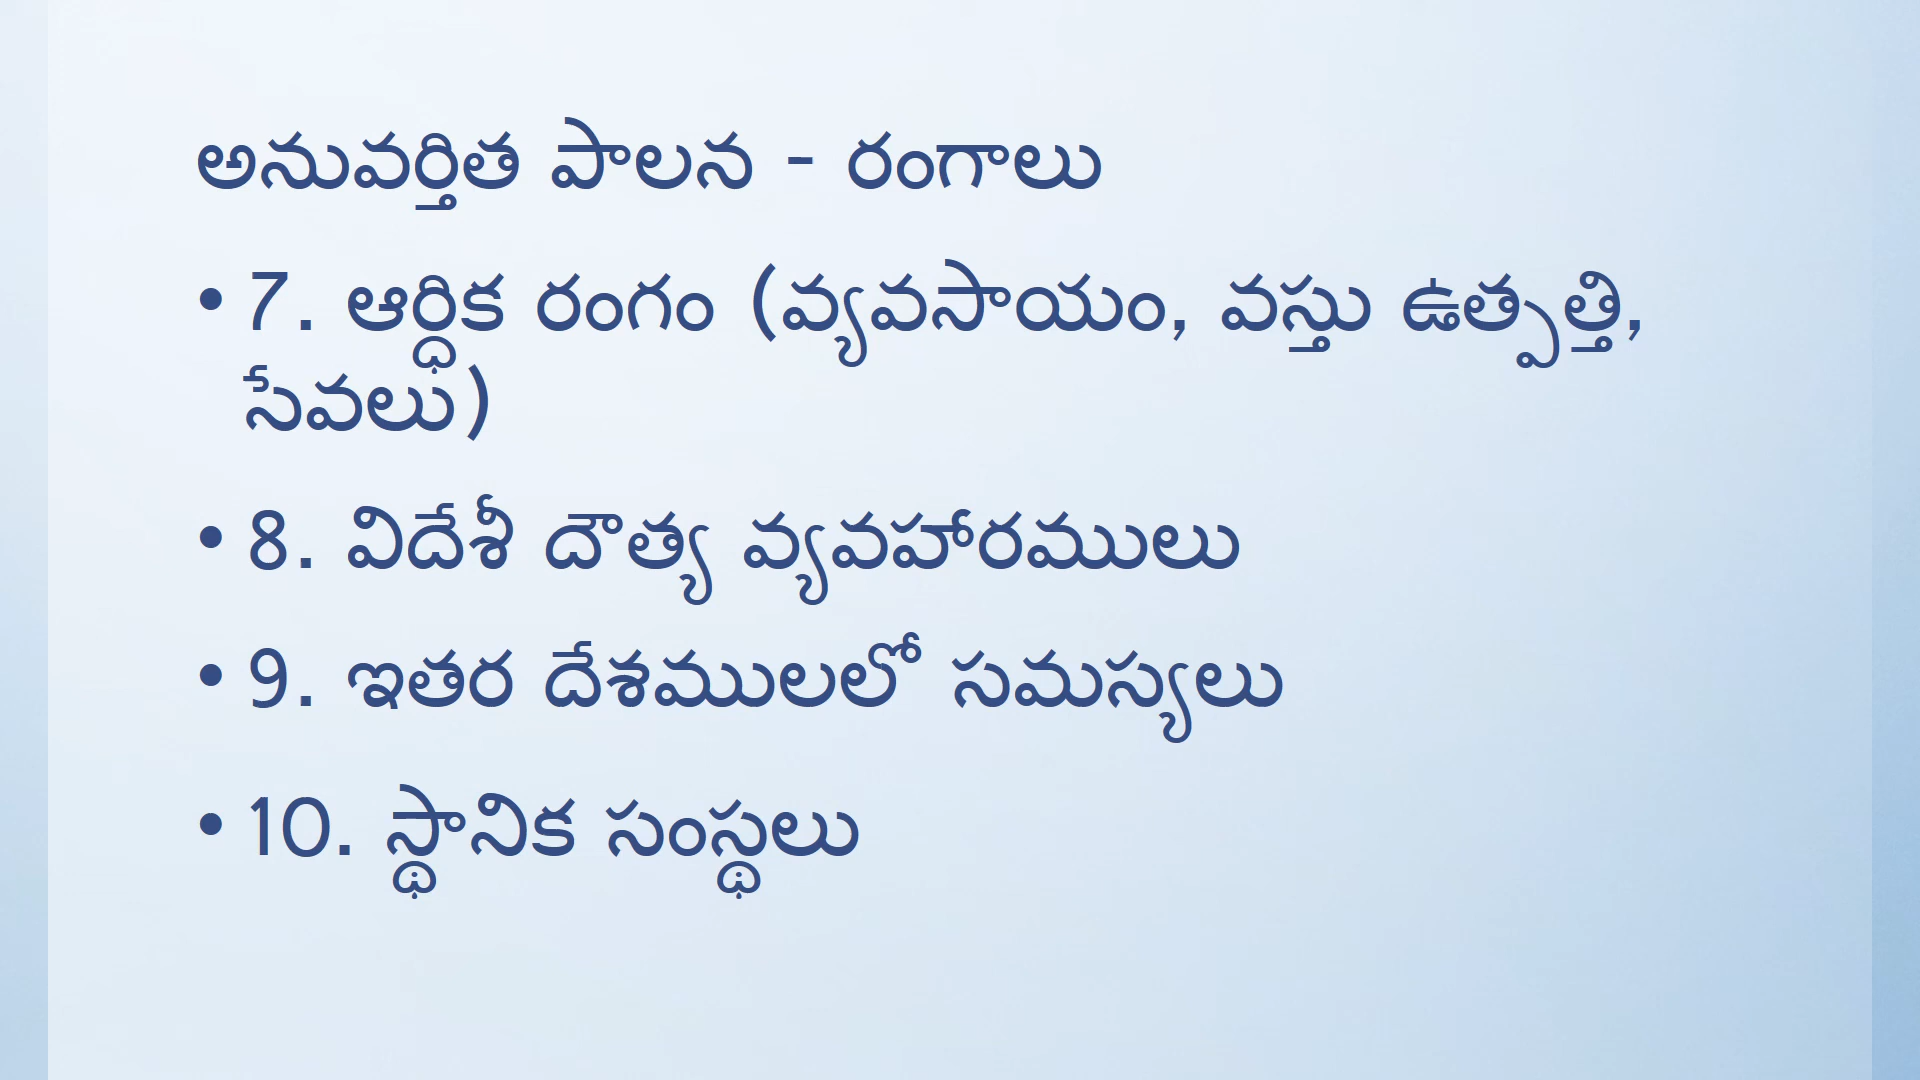 అనువర్తిత పాలన - రంగాలు
• 7. ఆర్ధిక రంగం (వ్యవసాయం, వస్తు ఉత్పత్తి,
సేవలు)
• 8. విదేశీ దౌత్య వ్యవహారములు
• 9. ఇతర దేశములలో సమస్యలు
• 10. స్థానిక సంస్థలు